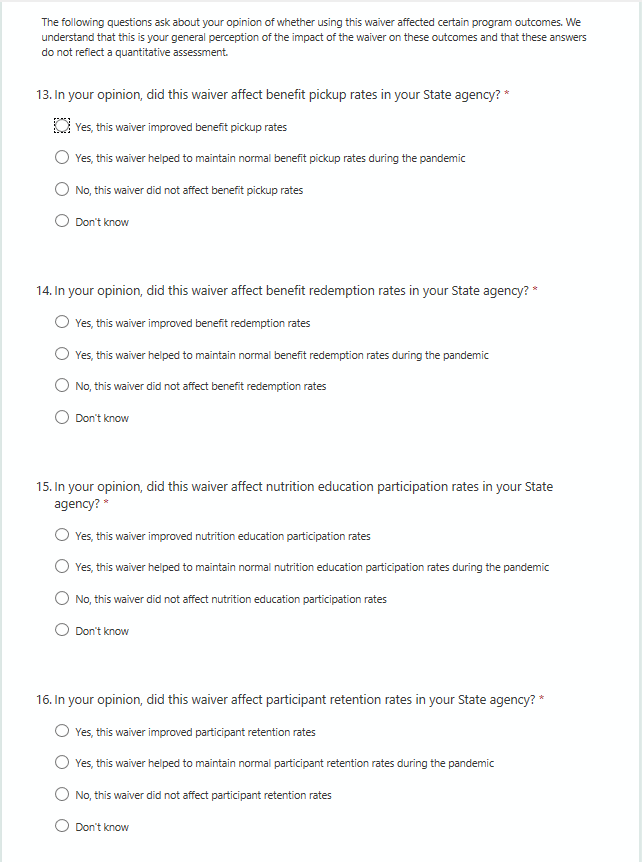 The following questions ask about your opinion of whether using this waiver affected certain program outcomes. We
understand that this is your general perception of the impact of the waiver on these outcomes and that these answers
do not reflect a quantitative assessment.
13. In your opinion, did this waiver affect benefit pickup rates in your State agency? *
Yes, this waiver improved benefit pickup rates
Yes, this waiver helped to maintain normal benefit pickup rates during the pandemic
No, this waiver did not affect benefit pickup rates
Don't know
14. In your opinion, did this waiver affect benefit redemption rates in your State agency? *
Yes, this waiver improved benefit redemption rates
Yes, this waiver helped to maintain normal benefit redemption rates during the pandemic
No, this waiver did not affect benefit redemption rates
Don't know
15. In your opinion, did this waiver affect nutrition education participation rates in your State
agency? *
Yes, this waiver improved nutrition education participation rates
Yes, this waiver helped to maintain normal nutrition education participation rates during the pandemic
No, this waiver did not affect nutrition education participation rates
Don't know
16. In your opinion, did this waiver affect participant retention rates in your State agency? *
Yes, this waiver improved participant retention rates
Yes, this waiver helped to maintain normal participant retention rates during the pandemic
No, this waiver did not affect participant retention rates
Don't know